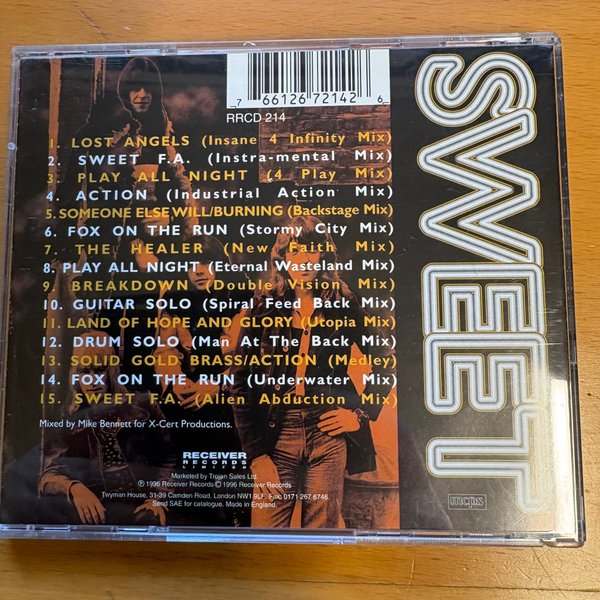 7 66126 72142 6
RRCD 214
1. LOST ANGELS (Insane 4 Infinity Mix)
2. SWEET F.A. (Instra-mental Mix)
3. PLAY ALL NIGHT (4 Play Mix)
4. ACTION (Industrial Action Mix)
5. SOMEONE ELSE WILL/BURNING (Backstage Mix)
6. FOX ON THE RUN (Stormy City Mix)
7. THE HEALER (New Faith Mix)
8. PLAY ALL NIGHT (Eternal Wasteland Mix)
9. BREAKDOWN (Double Vision Mix)
10. GUITAR SOLO (Spiral Feed Back Mix)
11. LAND OF HOPE AND GLORY (Utopia Mix)
12. DRUM SOLO (Man At The Back Mix)
13. SOLID GOLD BRASS/ACTION (Medley)
14. FOX ON THE RUN (Underwater Mix)
15. SWEET F.A. (Alien Abduction Mix)
Mixed by Mike Bennett for X-Cert Productions.
RECEIVER
RECORDS
LIMITED
Marketed by Trojan Sales Ltd.
℗ 1996 Receiver Records © 1996 Receiver Records
Twyman House, 31-39 Camden Road, London NW1 9LF. Fax: 0171 267 6746.
Send SAE for catalogue. Made in England.
SWEET
mcps